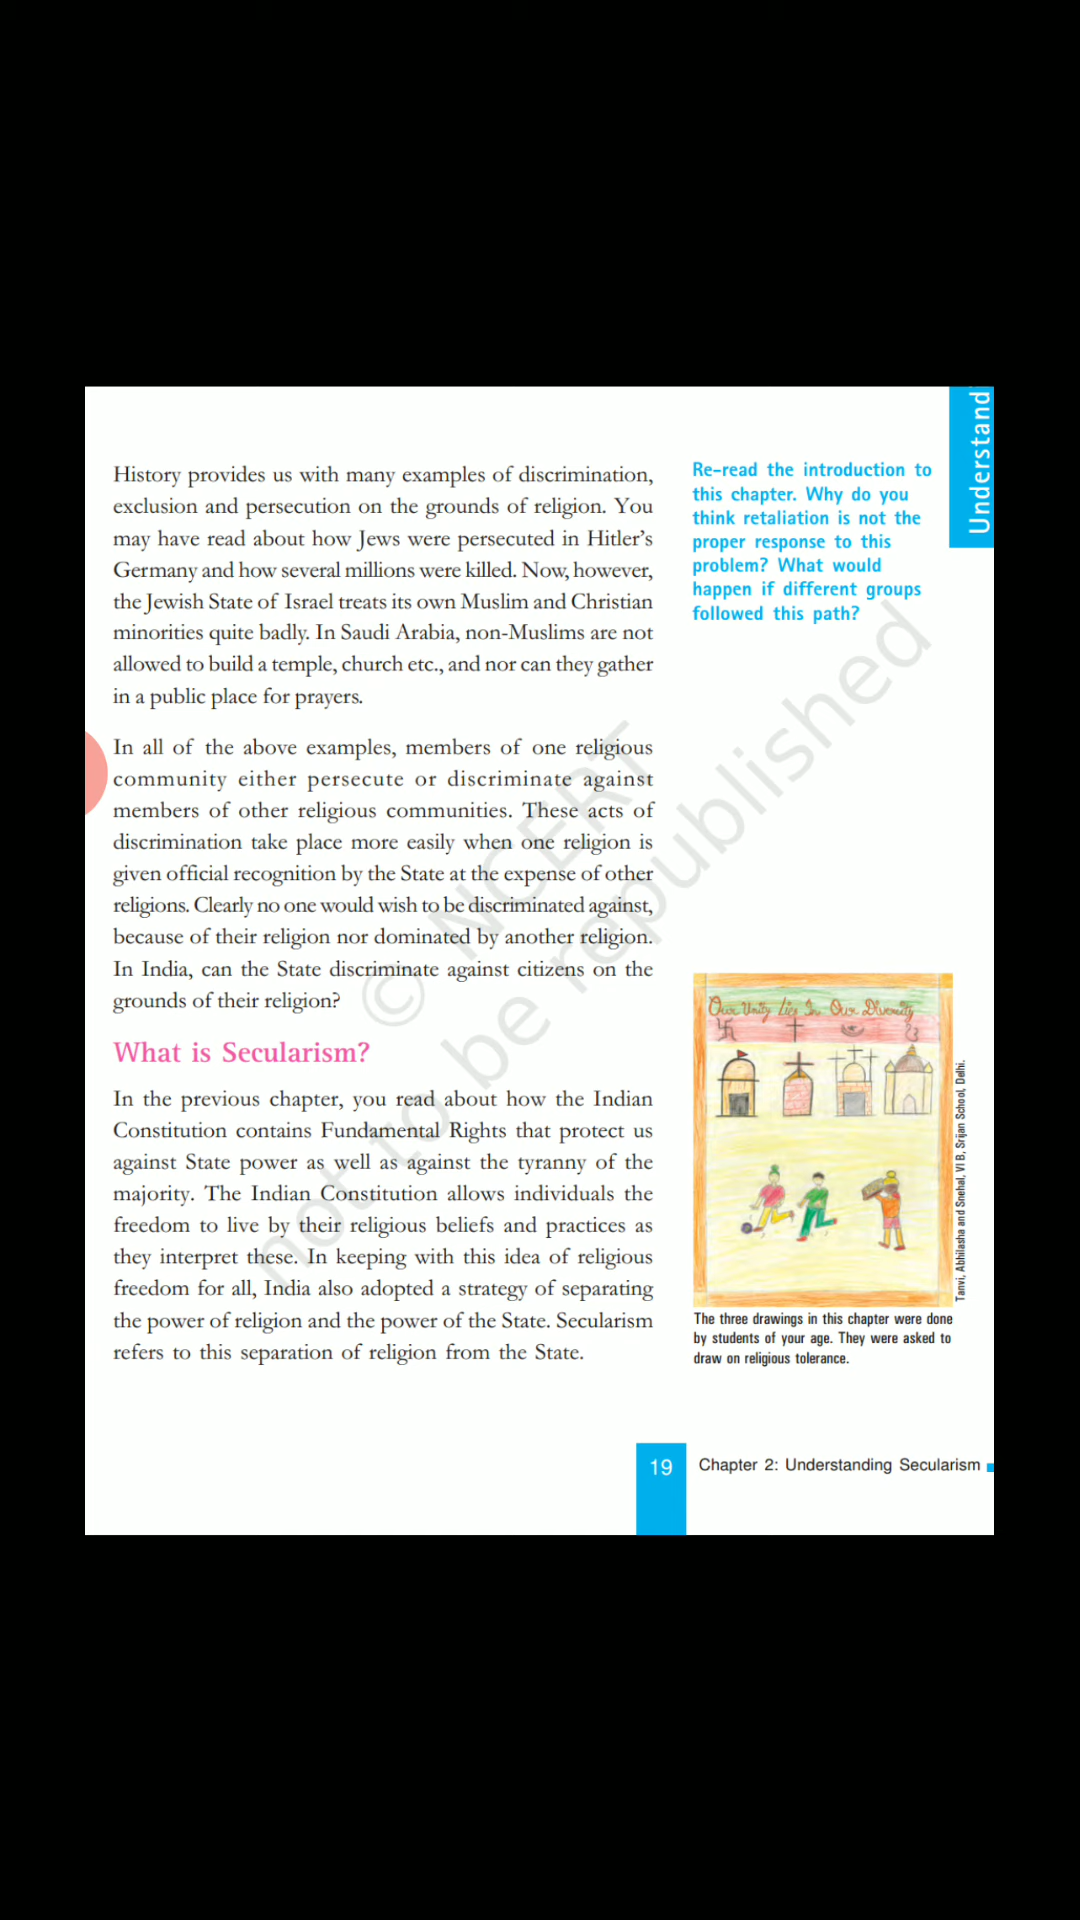 Understand
History provides us with many examples of discrimination,
exclusion and persecution on the grounds of religion. You
may have read about how Jews were persecuted in Hitler's
Germany and how several millions were killed. Now, however,
the Jewish State of Israel treats its own Muslim and Christian
minorities quite badly. In Saudi Arabia, non-Muslims are not
allowed to build a temple, church etc., and nor can they gather
in a public place for prayers.
In all of the above examples, members of one religious
community either persecute or discriminate against
members of other religious communities. These acts of
discrimination take place more easily when one religion is
given official recognition by the State at the expense of other
religions. Clearly no one would wish to be discriminated against,
because of their religion nor dominated by another religion.
In India, can the State discriminate against citizens on the
grounds of their religion?
What is Secularism?
In the previous chapter, you read about how the Indian
Constitution contains Fundamental Rights that protect us
against State power as well as against the tyranny of the
majority. The Indian Constitution allows individuals the
freedom to live by their religious beliefs and practices as
they interpret these. In keeping with this idea of religious
freedom for all, India also adopted a strategy of separating
the power of religion and the power of the State. Secularism
refers to this separation of religion from the State.
Re-read the introduction to
this chapter. Why do you
think retaliation is not the
proper response to this
problem? What would
happen if different groups
followed this path?
Our Unity Lies In Our Diversity
Tanvi, Abhilasha and Snehal, VI B, Srijan School, Delhi.
The three drawings in this chapter were done
by students of your age. They were asked to
draw on religious tolerance.
19
Chapter 2: Understanding Secularism
© NCERT
not to be republished